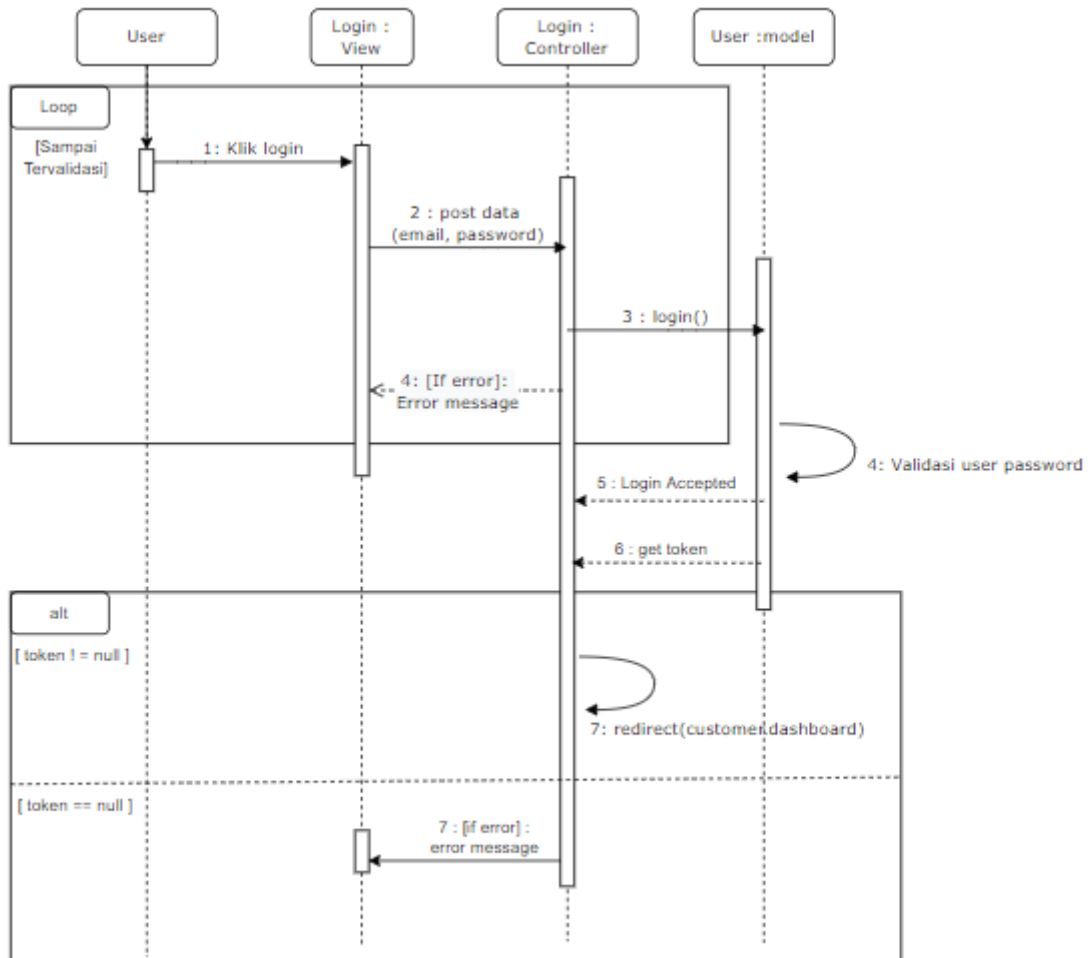 User
Login :
View
Login :
Controller
User :model
Loop
[Sampai
Tervalidasi]
1: Klik login
2 : post data
(email, password)
3 : login()
4: [If error]:
Error message
4: Validasi user password
5 : Login Accepted
6 : get token
alt
[ token ! = null ]
7: redirect(customer.dashboard)
[ token == null ]
7 : [if error] :
error message